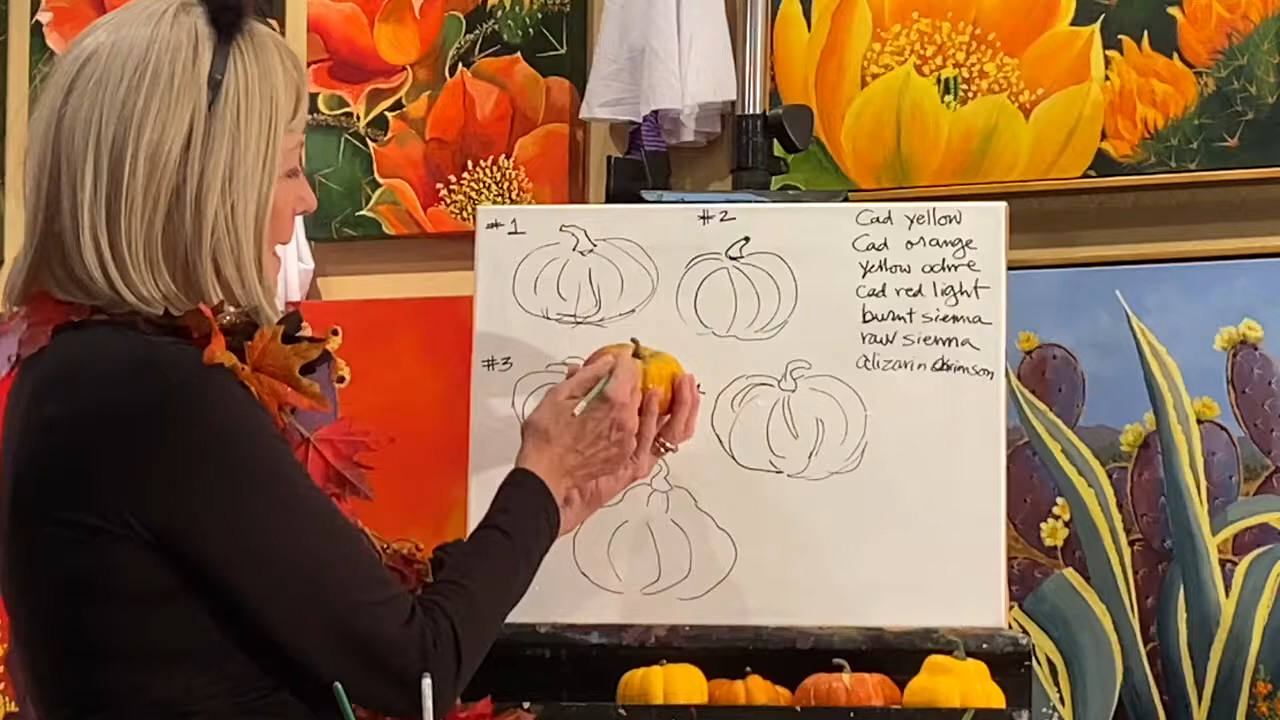 #1
#2
Cad yellow
Cad orange
yellow ochre
Cad red light
burnt sienna
raw sienna
#3
alizarin crimson